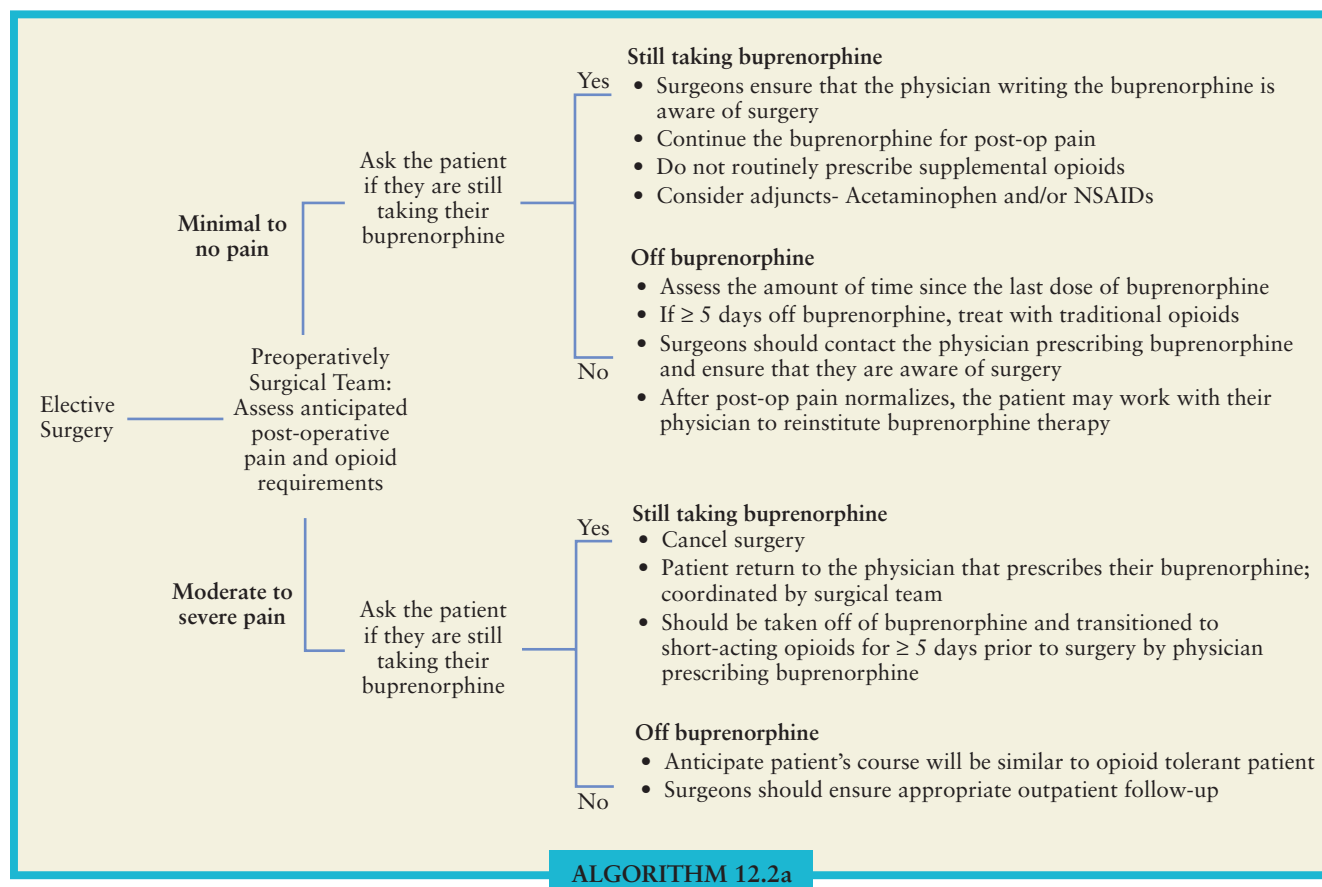 Elective
Surgery
Preoperatively
Surgical Team:
Assess anticipated
post-operative
pain and opioid
requirements
Minimal to
no pain
Ask the patient
if they are still
taking their
buprenorphine
Yes
Still taking buprenorphine
• Surgeons ensure that the physician writing the buprenorphine is
aware of surgery
• Continue the buprenorphine for post-op pain
• Do not routinely prescribe supplemental opioids
• Consider adjuncts- Acetaminophen and/or NSAIDs
No
Off buprenorphine
• Assess the amount of time since the last dose of buprenorphine
• If ≥ 5 days off buprenorphine, treat with traditional opioids
• Surgeons should contact the physician prescribing buprenorphine
and ensure that they are aware of surgery
• After post-op pain normalizes, the patient may work with their
physician to reinstitute buprenorphine therapy
Moderate to
severe pain
Ask the patient
if they are still
taking their
buprenorphine
Yes
Still taking buprenorphine
• Cancel surgery
• Patient return to the physician that prescribes their buprenorphine;
coordinated by surgical team
• Should be taken off of buprenorphine and transitioned to
short-acting opioids for ≥ 5 days prior to surgery by physician
prescribing buprenorphine
No
Off buprenorphine
• Anticipate patient's course will be similar to opioid tolerant patient
• Surgeons should ensure appropriate outpatient follow-up
ALGORITHM 12.2a